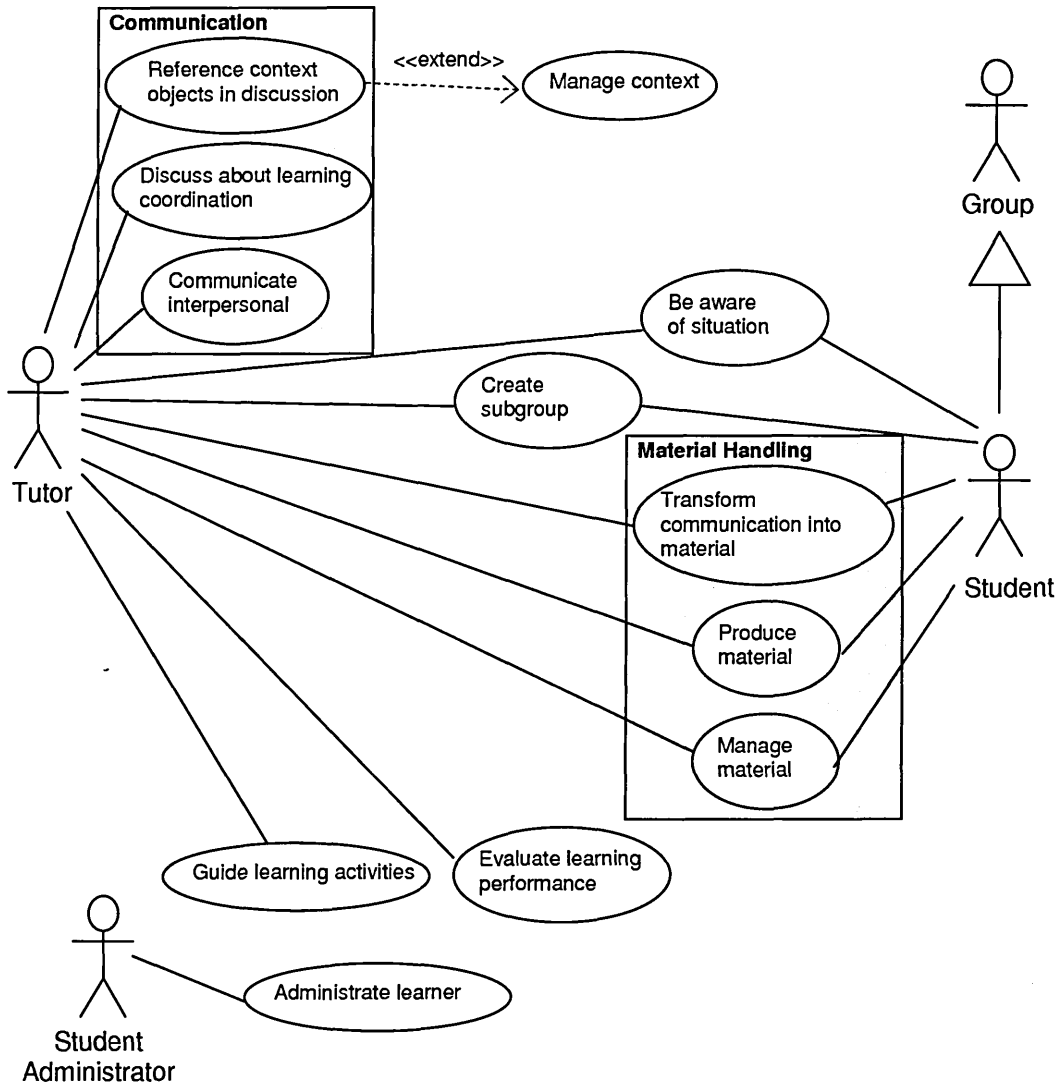 Communication
Reference context
objects in discussion
<<extend>>
Manage context
Discuss about learning
coordination
Communicate
interpersonal
Group
Be aware
of situation
Create
subgroup
Tutor
Material Handling
Transform
communication into
material
Student
Produce
material
Manage
material
Guide learning activities
Evaluate learning
performance
Administrate learner
Student
Administrator